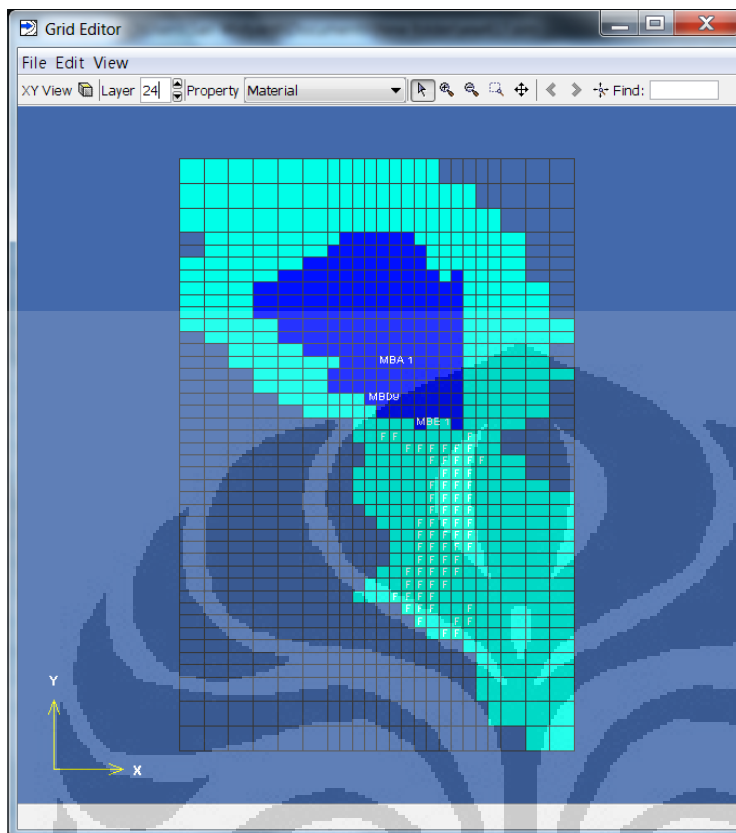 Grid Editor
File Edit View
XY View Layer 24 Property Material Find:
MBA 1
MBD9
MBE 1
F F F
F F F F F F
F F F F F
F F F
F F F F
F F F F
F F F F
F F F F
F F F F F
F F F F F
F F F F F
F F F F
F F F F F
F F F F
F F F F
F F F F
F F F
F F
Y
X